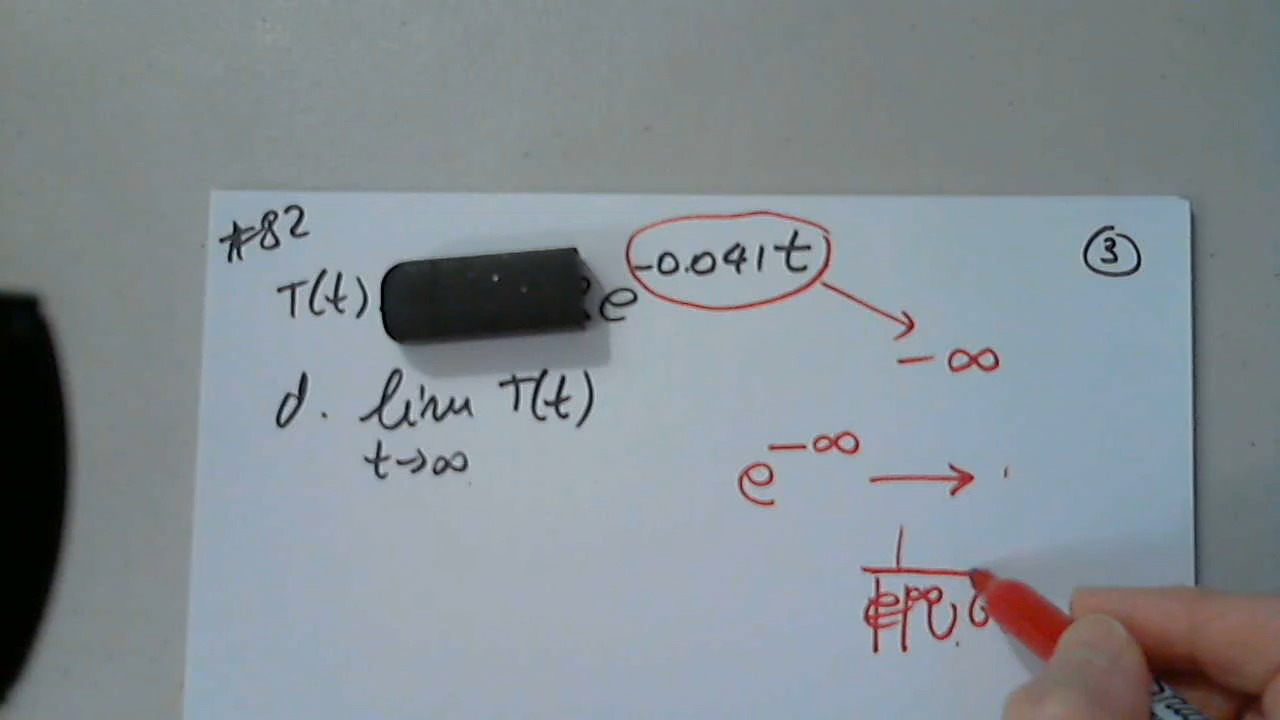 #82
③
T(t) e^-0.041t
-∞
d. lim T(t)
t→∞
e^-∞ →
1